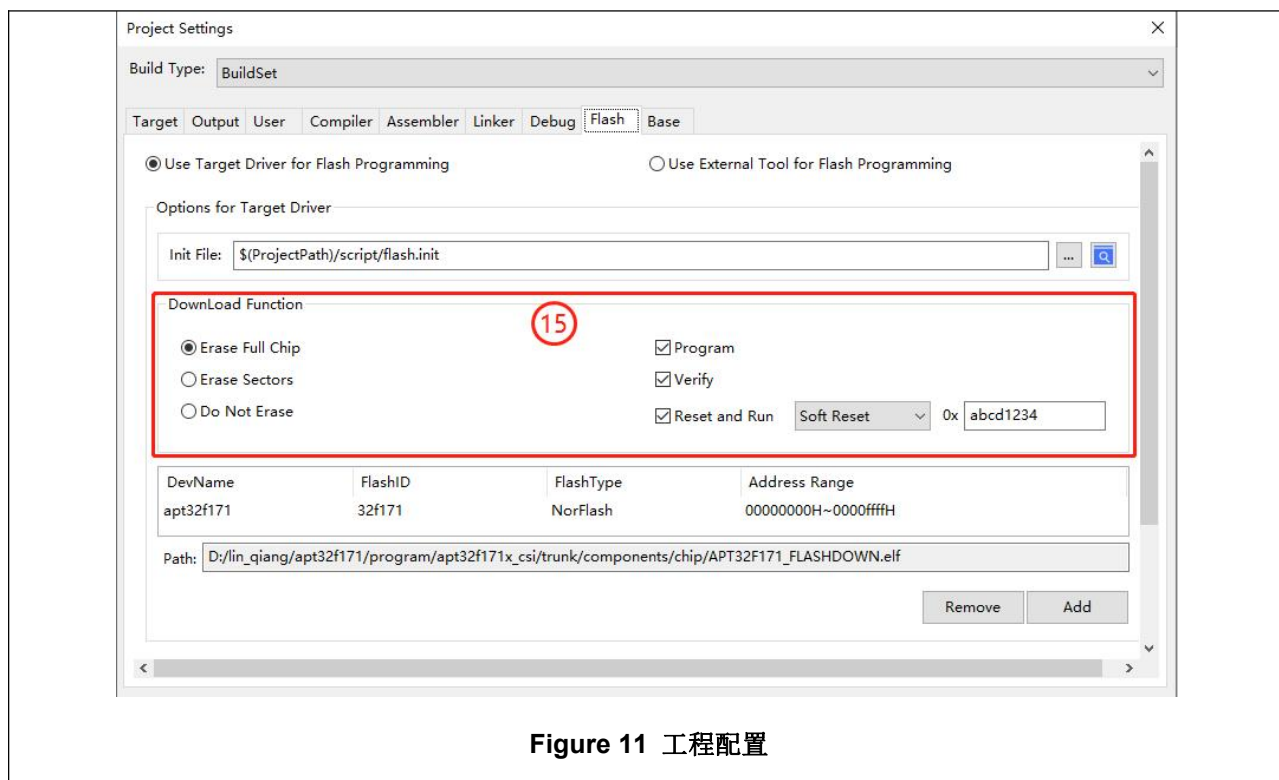 Project Settings
Build Type: BuildSet
Target Output User Compiler Assembler Linker Debug Flash Base
Use Target Driver for Flash Programming Use External Tool for Flash Programming
Options for Target Driver
Init File: $(ProjectPath)/script/flash.init ...
DownLoad Function
15
Erase Full Chip Program
Erase Sectors Verify
Do Not Erase Reset and Run Soft Reset 0x abcd1234
DevName FlashID FlashType Address Range
apt32f171 32f171 NorFlash 00000000H~0000ffffH
Path: D:/lin_qiang/apt32f171/program/apt32f171x_csi/trunk/components/chip/APT32F171_FLASHDOWN.elf
Remove Add
Figure 11 工程配置